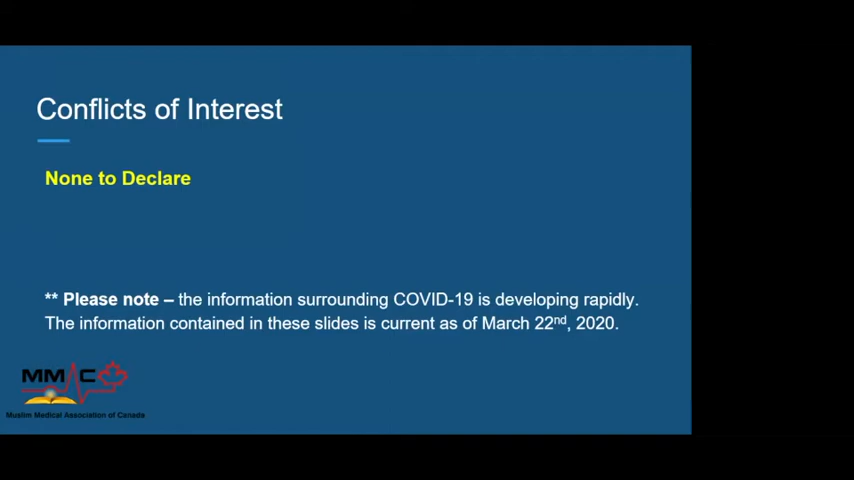 Conflicts of Interest
None to Declare
** Please note – the information surrounding COVID-19 is developing rapidly.
The information contained in these slides is current as of March 22nd, 2020.
MMAC
Muslim Medical Association of Canada